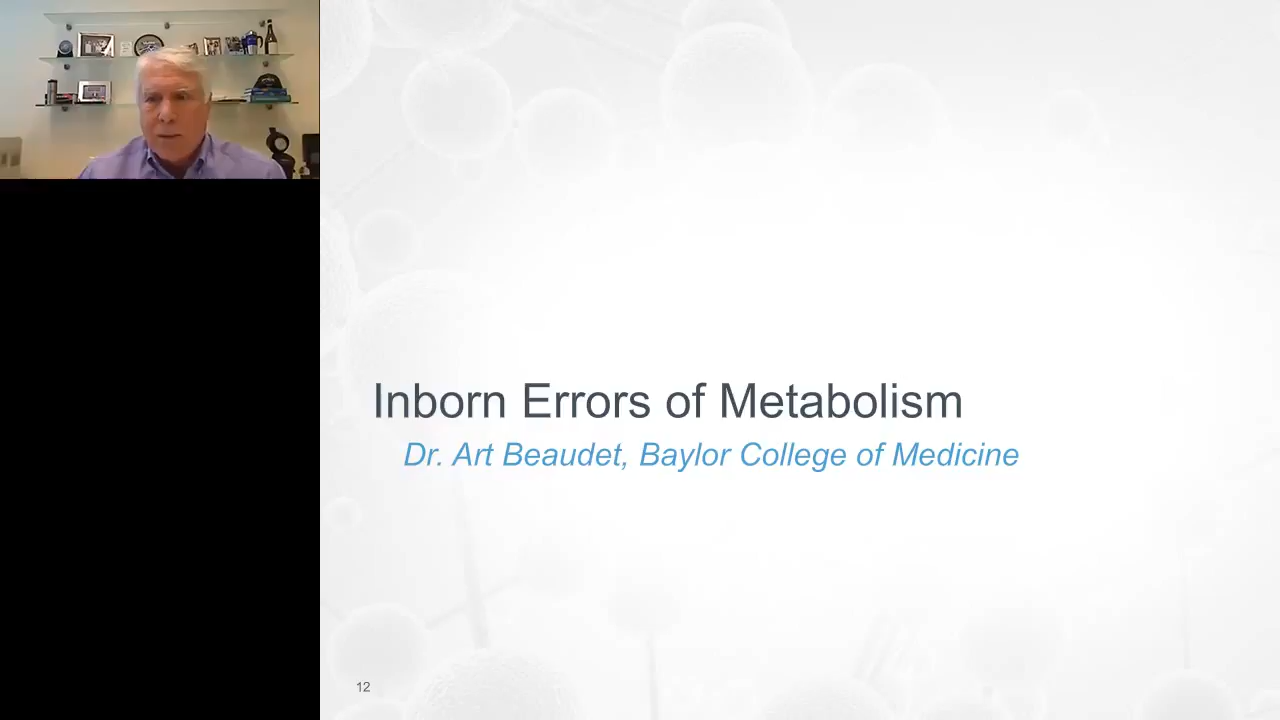 Inborn Errors of Metabolism
Dr. Art Beaudet, Baylor College of Medicine
12